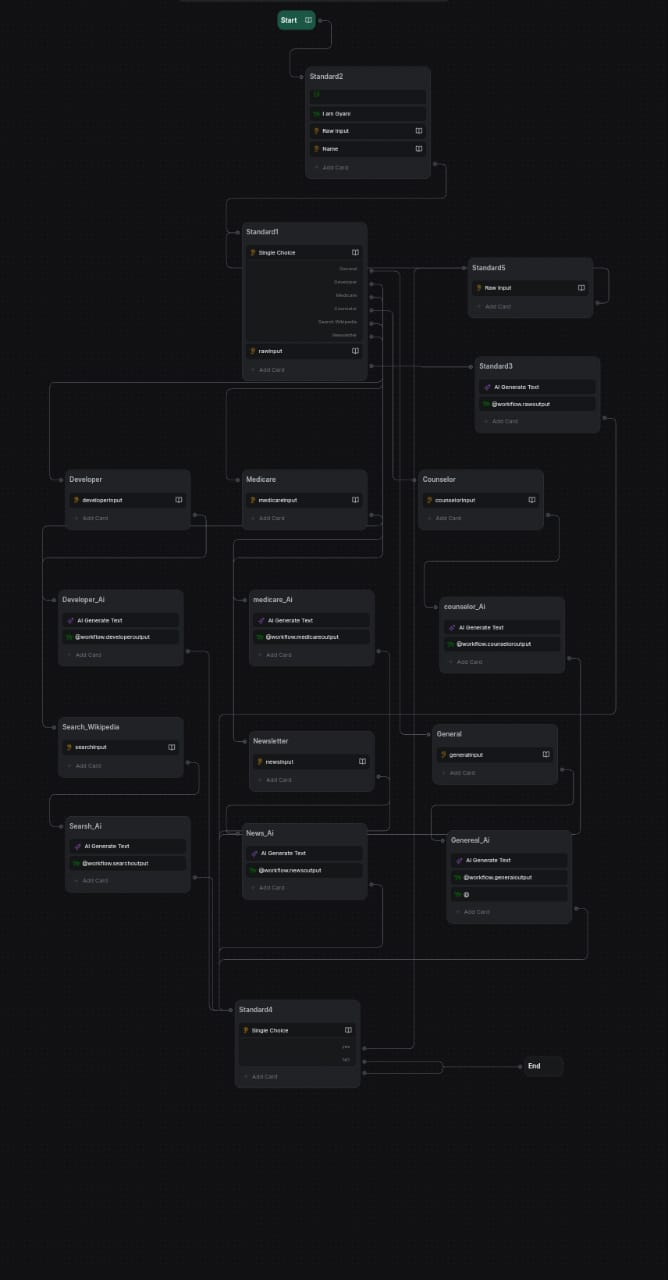 Start
Standard2
I am Gyani
Raw Input
Name
Add Card
Standard1
Single Choice
General
Developer
Medicare
Counselor
Search Wikipedia
Newsletter
rawinput
Add Card
Standard5
Raw Input
Add Card
Standard3
AI Generate Text
@workflow.rawoutput
Add Card
Developer
developerinput
Add Card
Medicare
medicareinput
Add Card
Counselor
counselorinput
Add Card
Developer_Ai
AI Generate Text
@workflow.developeroutput
Add Card
medicare_Ai
AI Generate Text
@workflow.medicareoutput
Add Card
counselor_Ai
AI Generate Text
@workflow.counseloroutput
Add Card
Search_Wikipedia
searchinput
Add Card
Newsletter
newsinput
Add Card
General
generalinput
Add Card
Searsh_Ai
AI Generate Text
@workflow.searchoutput
Add Card
News_Ai
AI Generate Text
@workflow.newsoutput
Add Card
Genereal_Ai
AI Generate Text
@workflow.generaloutput
@
Add Card
Standard4
Single Choice
NO
Add Card
End